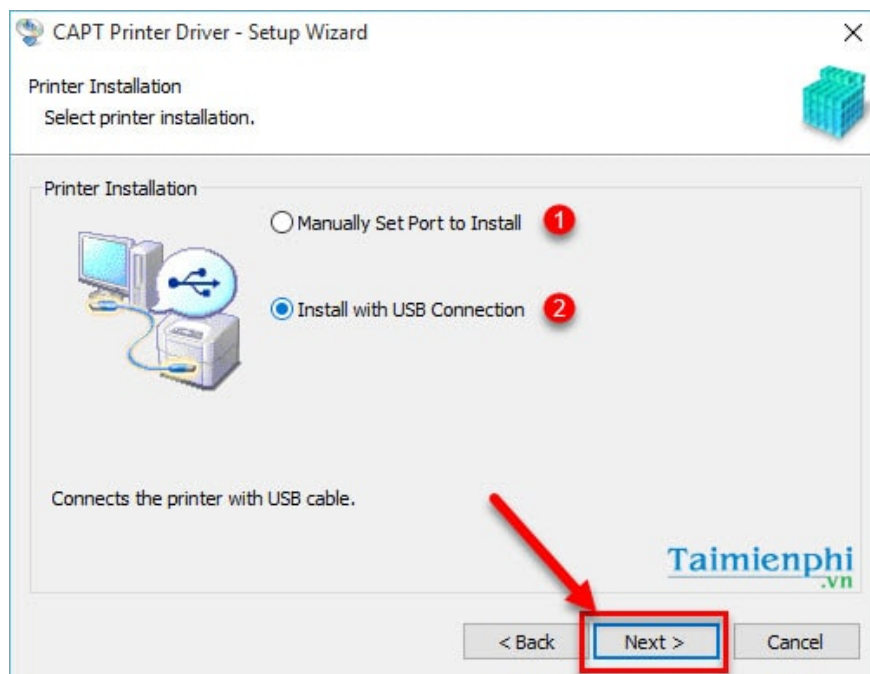 CAPT Printer Driver - Setup Wizard
Printer Installation
Select printer installation.
Printer Installation
Manually Set Port to Install 1
Install with USB Connection 2
Connects the printer with USB cable.
Taimienphi
.vn
< Back Next > Cancel